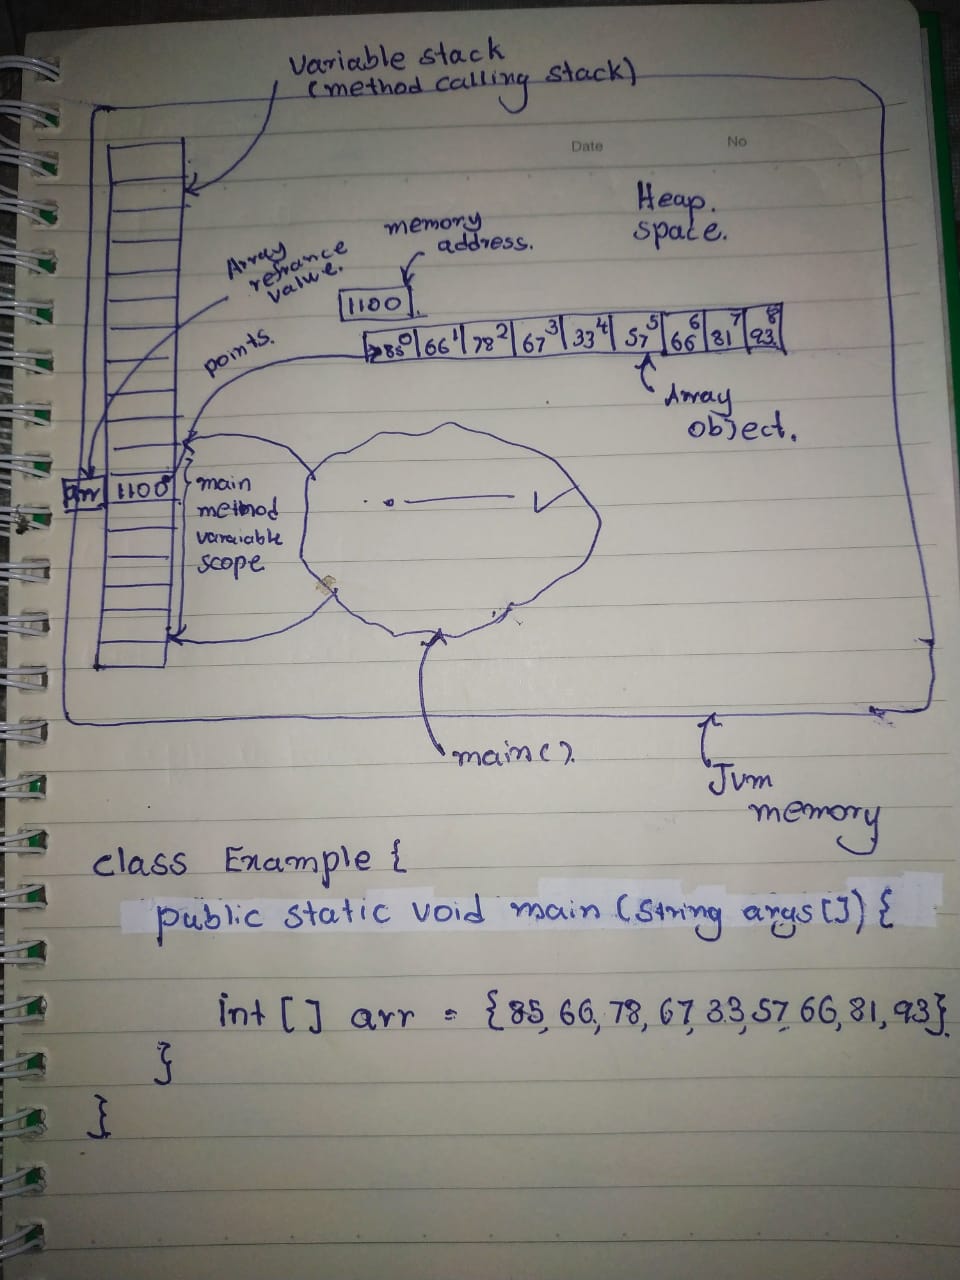 Variable stack
(method calling stack)
Date
No
Heap.
space.
memory
address.
Array
refrance
value.
1100
points.
85 0 66 1 78 2 67 3 33 4 57 5 66 6 81 7 93 8
Array
object.
arr 1100
main
method
varaiable
scope
main().
Jvm
memory
class Example {
public static void main (String args []) {
int [] arr = {85, 66, 78, 67, 33, 57, 66, 81, 93}
}
}